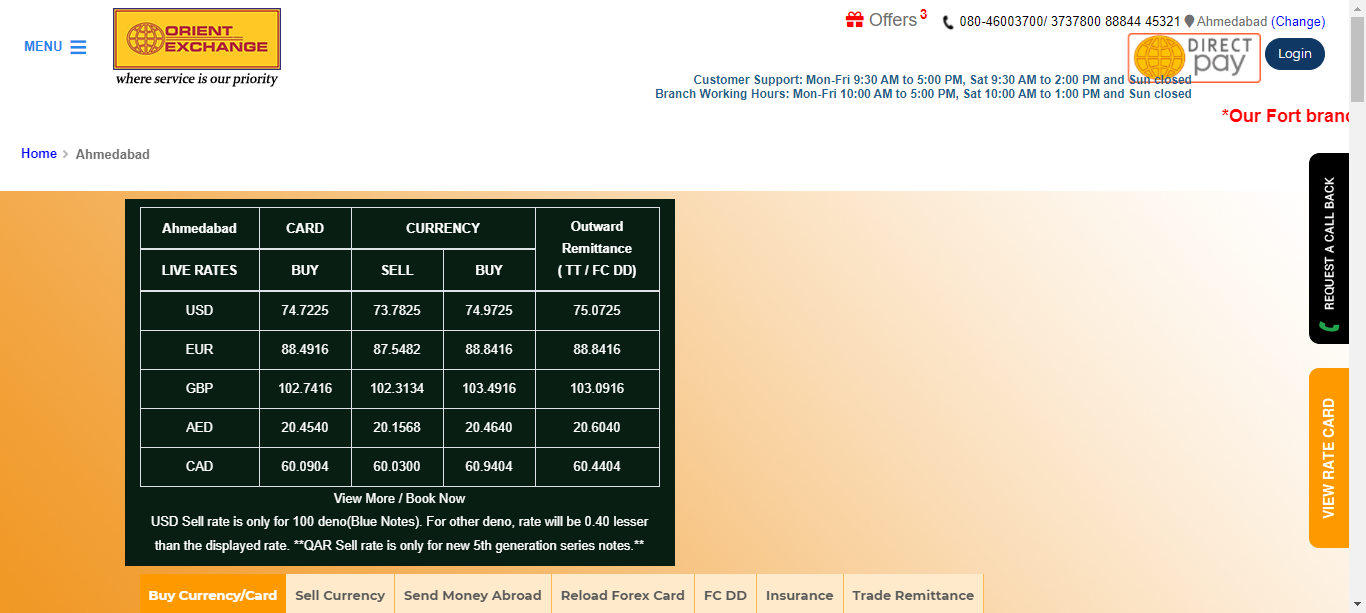 MENU
ORIENT
EXCHANGE
where service is our priority
Offers 3
080-46003700/ 3737800 88844 45321 Ahmedabad (Change)
DIRECT
pay
Login
Customer Support: Mon-Fri 9:30 AM to 5:00 PM, Sat 9:30 AM to 2:00 PM and Sun closed
Branch Working Hours: Mon-Fri 10:00 AM to 5:00 PM, Sat 10:00 AM to 1:00 PM and Sun closed
*Our Fort branc
Home > Ahmedabad
Ahmedabad CARD CURRENCY Outward
Remittance
( TT / FC DD)
LIVE RATES BUY SELL BUY
USD 74.7225 73.7825 74.9725 75.0725
EUR 88.4916 87.5482 88.8416 88.8416
GBP 102.7416 102.3134 103.4916 103.0916
AED 20.4540 20.1568 20.4640 20.6040
CAD 60.0904 60.0300 60.9404 60.4404
View More / Book Now
USD Sell rate is only for 100 deno(Blue Notes). For other deno, rate will be 0.40 lesser
than the displayed rate. **QAR Sell rate is only for new 5th generation series notes.**
Buy Currency/Card Sell Currency Send Money Abroad Reload Forex Card FC DD Insurance Trade Remittance
REQUEST A CALL BACK
VIEW RATE CARD